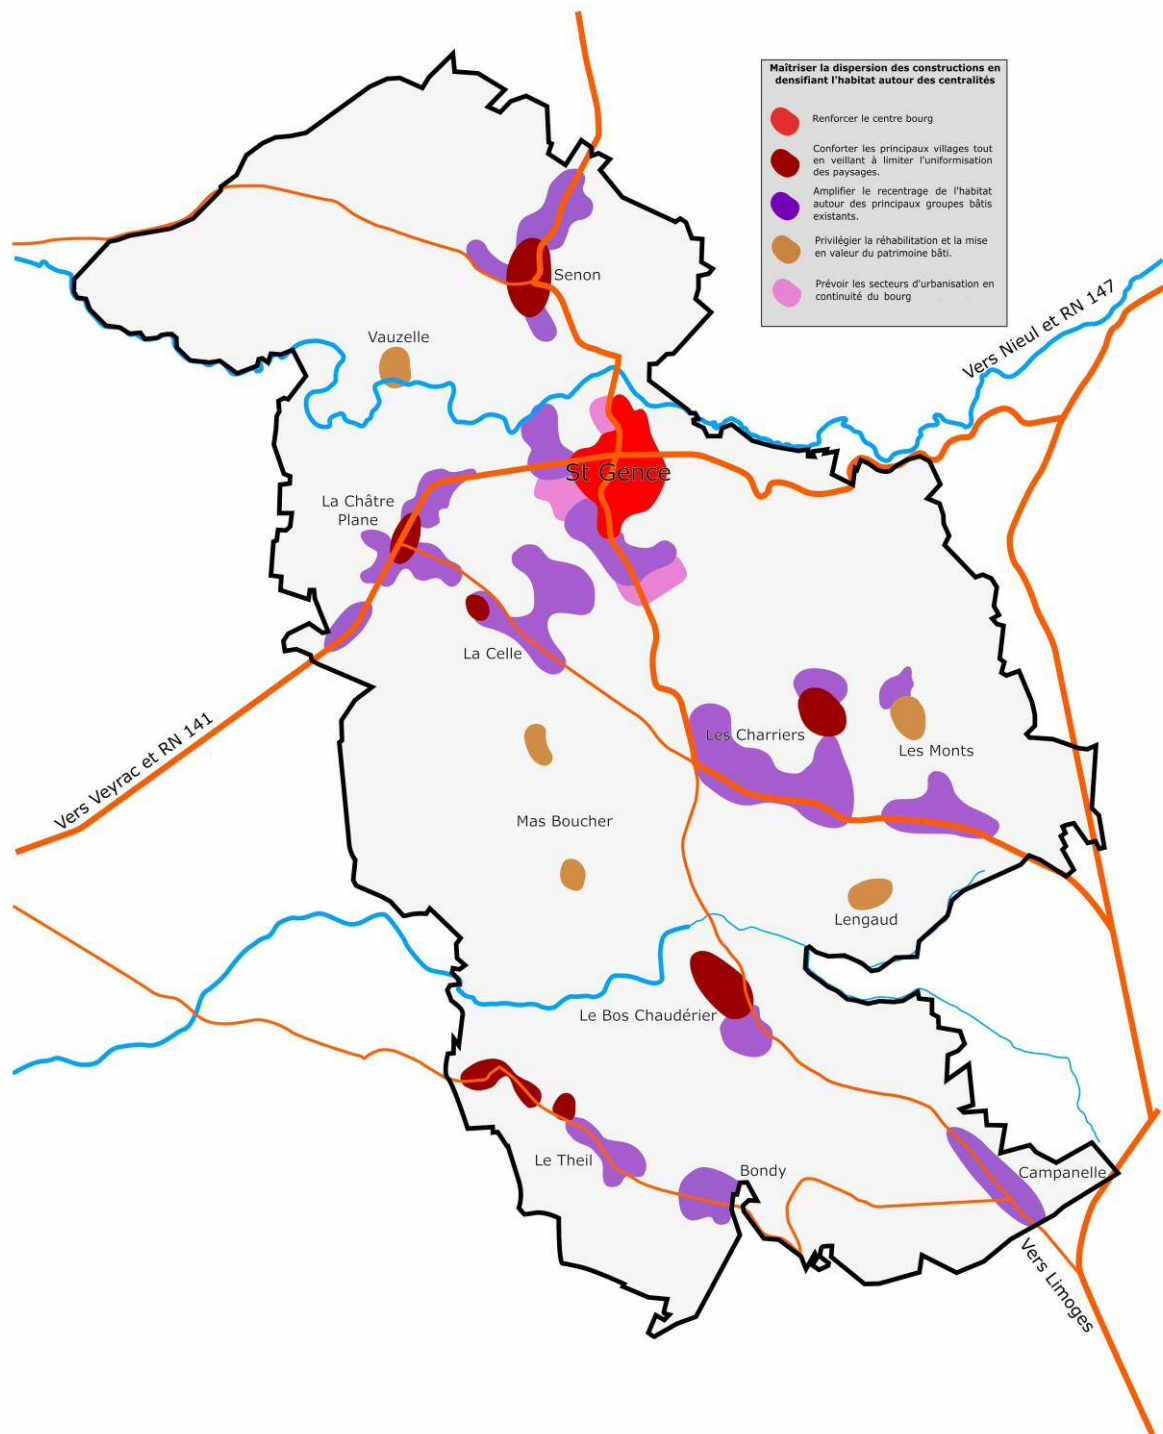 Maîtriser la dispersion des constructions en
densifiant l'habitat autour des centralités
Renforcer le centre bourg
Conforter les principaux villages tout
en veillant à limiter l'uniformisation
des paysages.
Amplifier le recentrage de l'habitat
autour des principaux groupes bâtis
existants.
Privilégier la réhabilitation et la mise
en valeur du patrimoine bâti.
Prévoir les secteurs d'urbanisation en
continuité du bourg
Senon
Vers Nieul et RN 147
Vauzelle
St Gence
La Châtre
Plane
La Celle
Les Charriers
Les Monts
Vers Veyrac et RN 141
Mas Boucher
Lengaud
Le Bos Chaudérier
Le Theil
Bondy
Campanelle
Vers Limoges